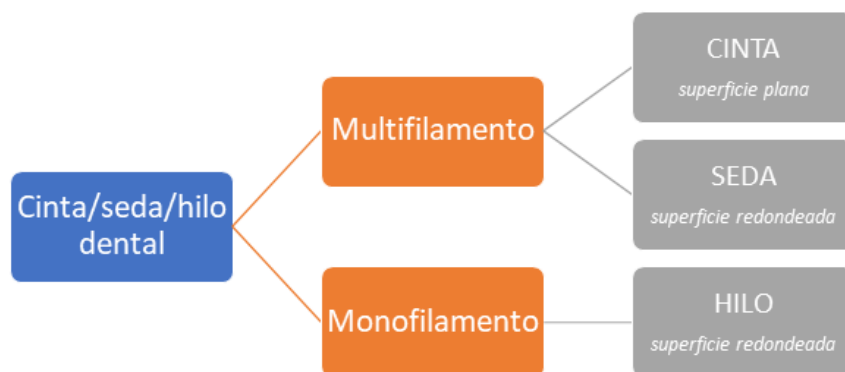 Cinta/seda/hilo
dental
Multifilamento
Monofilamento
CINTA
superficie plana
SEDA
superficie redondeada
HILO
superficie redondeada